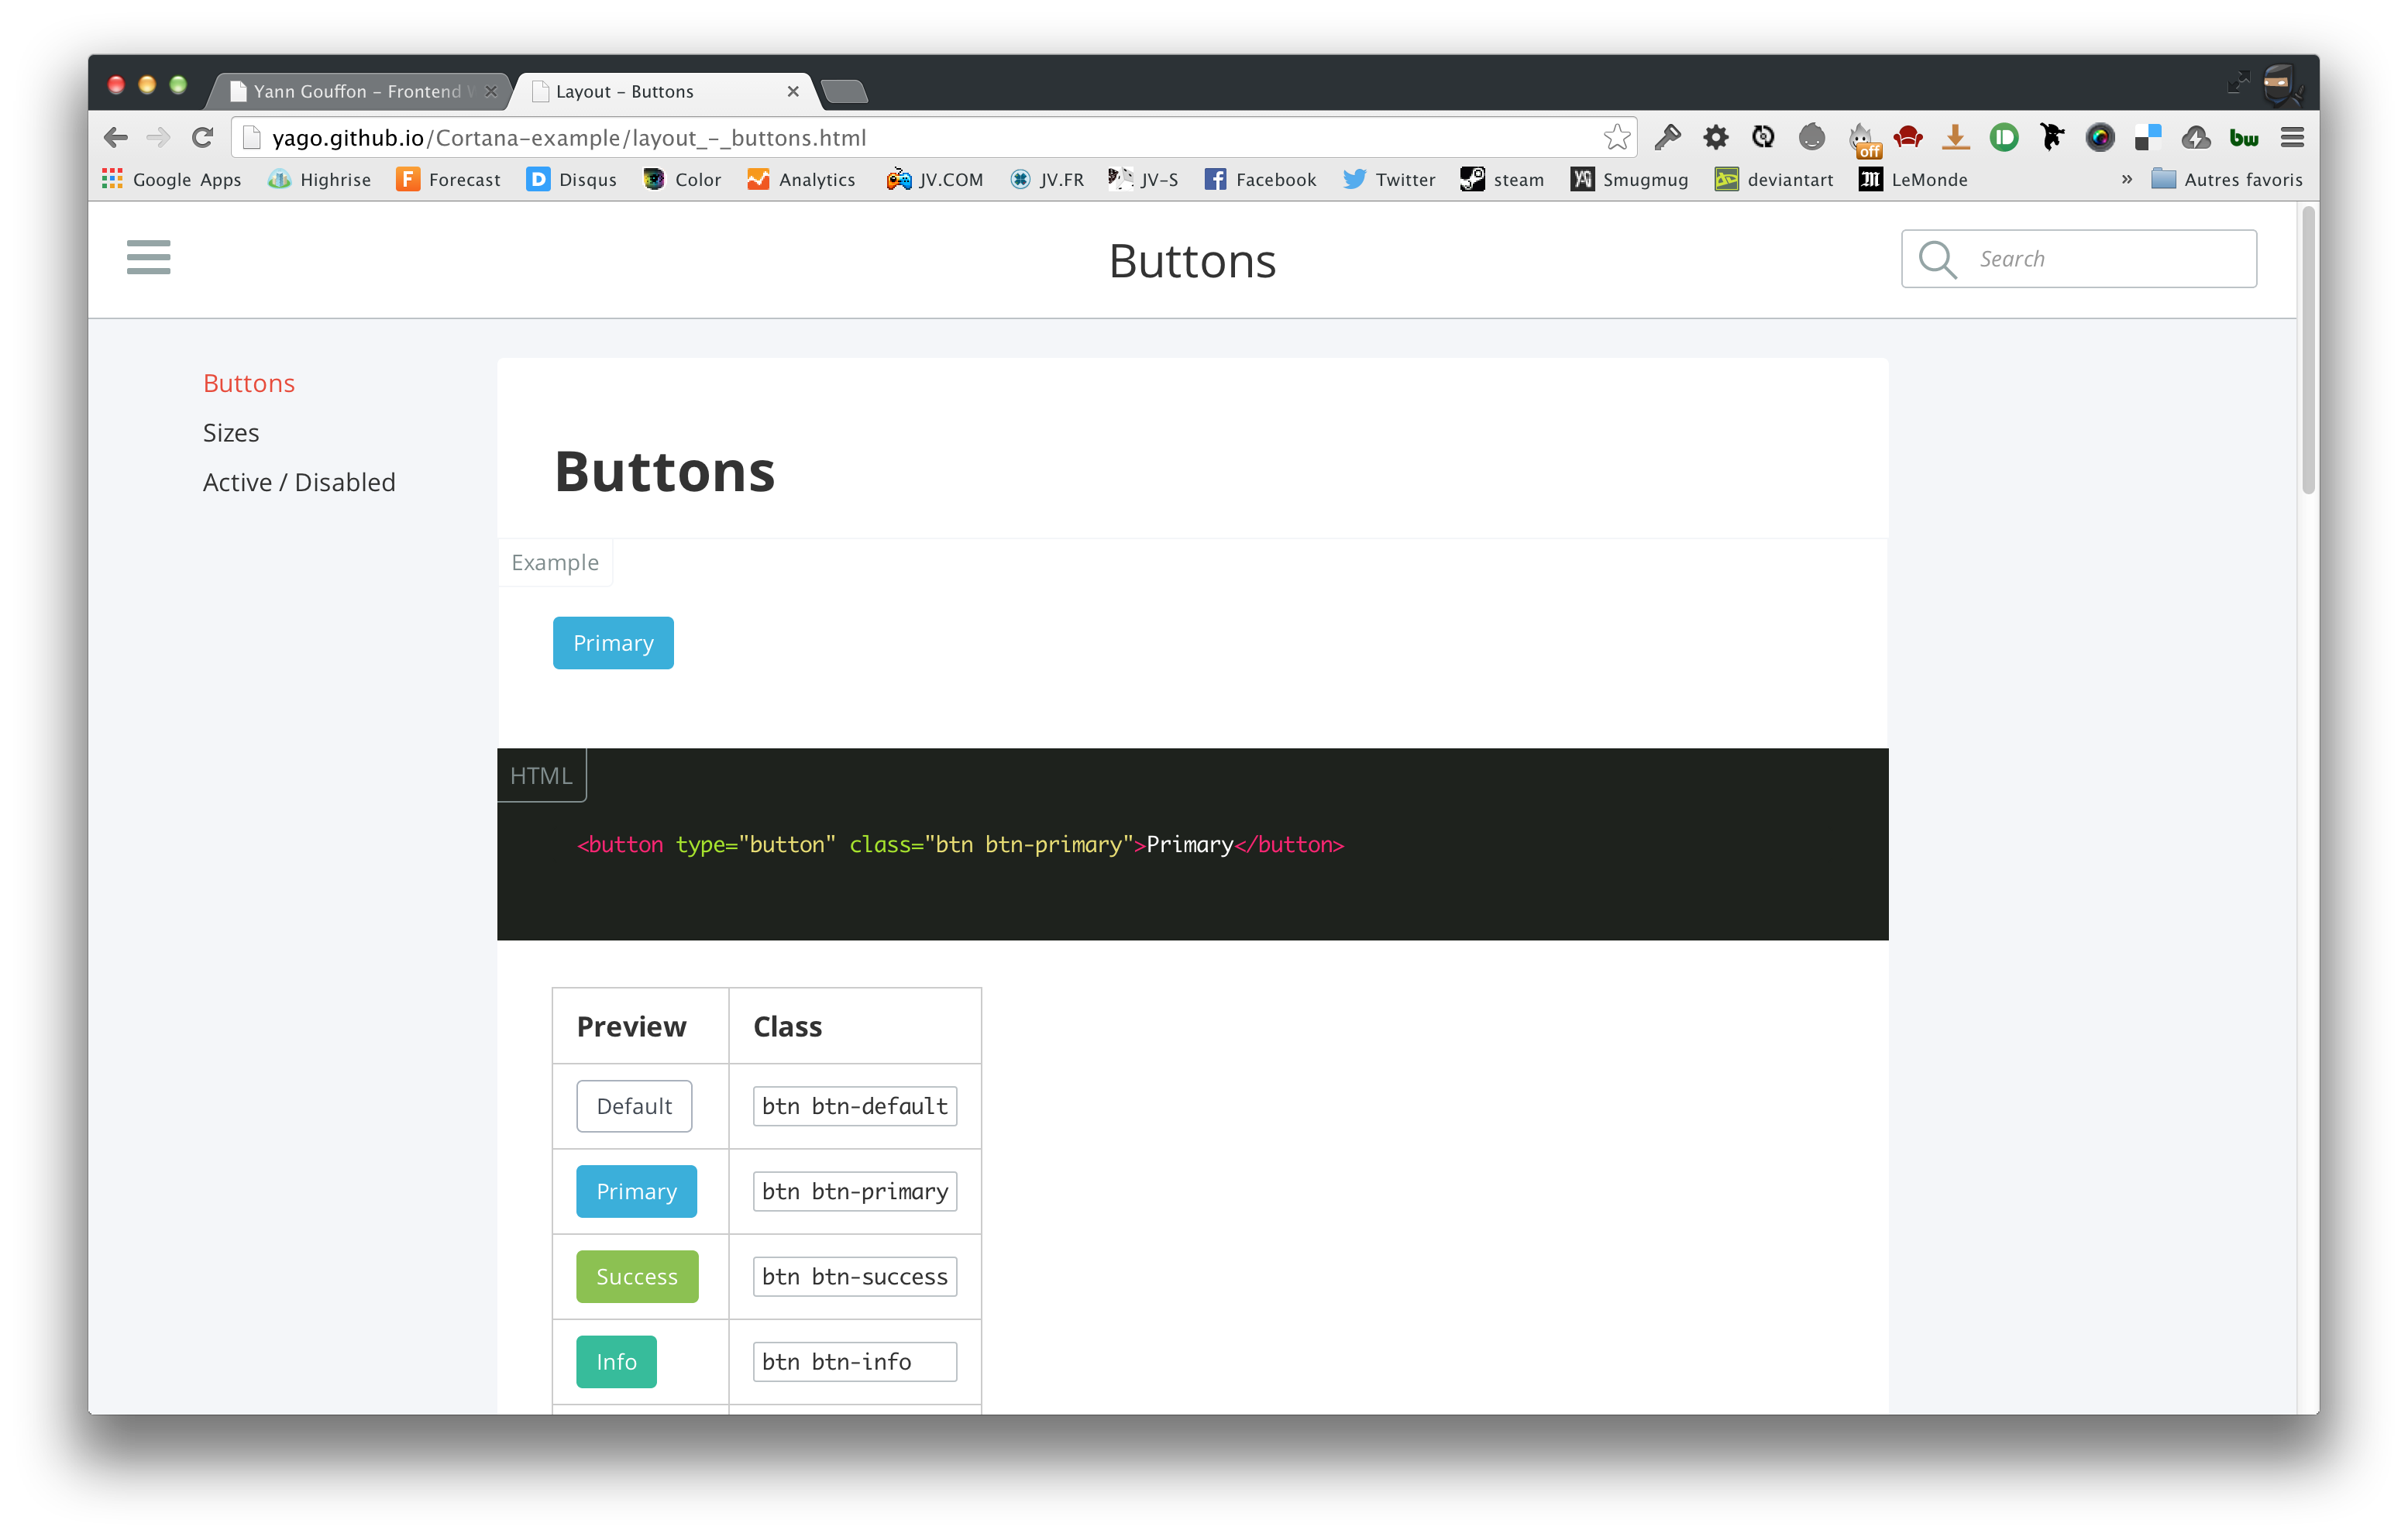 Yann Gouffon – Frontend
Layout – Buttons
yago.github.io/Cortana-example/layout_-_buttons.html
off
bw
Google Apps Highrise Forecast Disqus Color Analytics JV.COM JV.FR JV-S Facebook Twitter steam Smugmug deviantart LeMonde » Autres favoris
Buttons
Search
Buttons
Sizes
Active / Disabled
Buttons
Example
Primary
HTML
<button type="button" class="btn btn-primary">Primary</button>
Preview Class
Default btn btn-default
Primary btn btn-primary
Success btn btn-success
Info btn btn-info